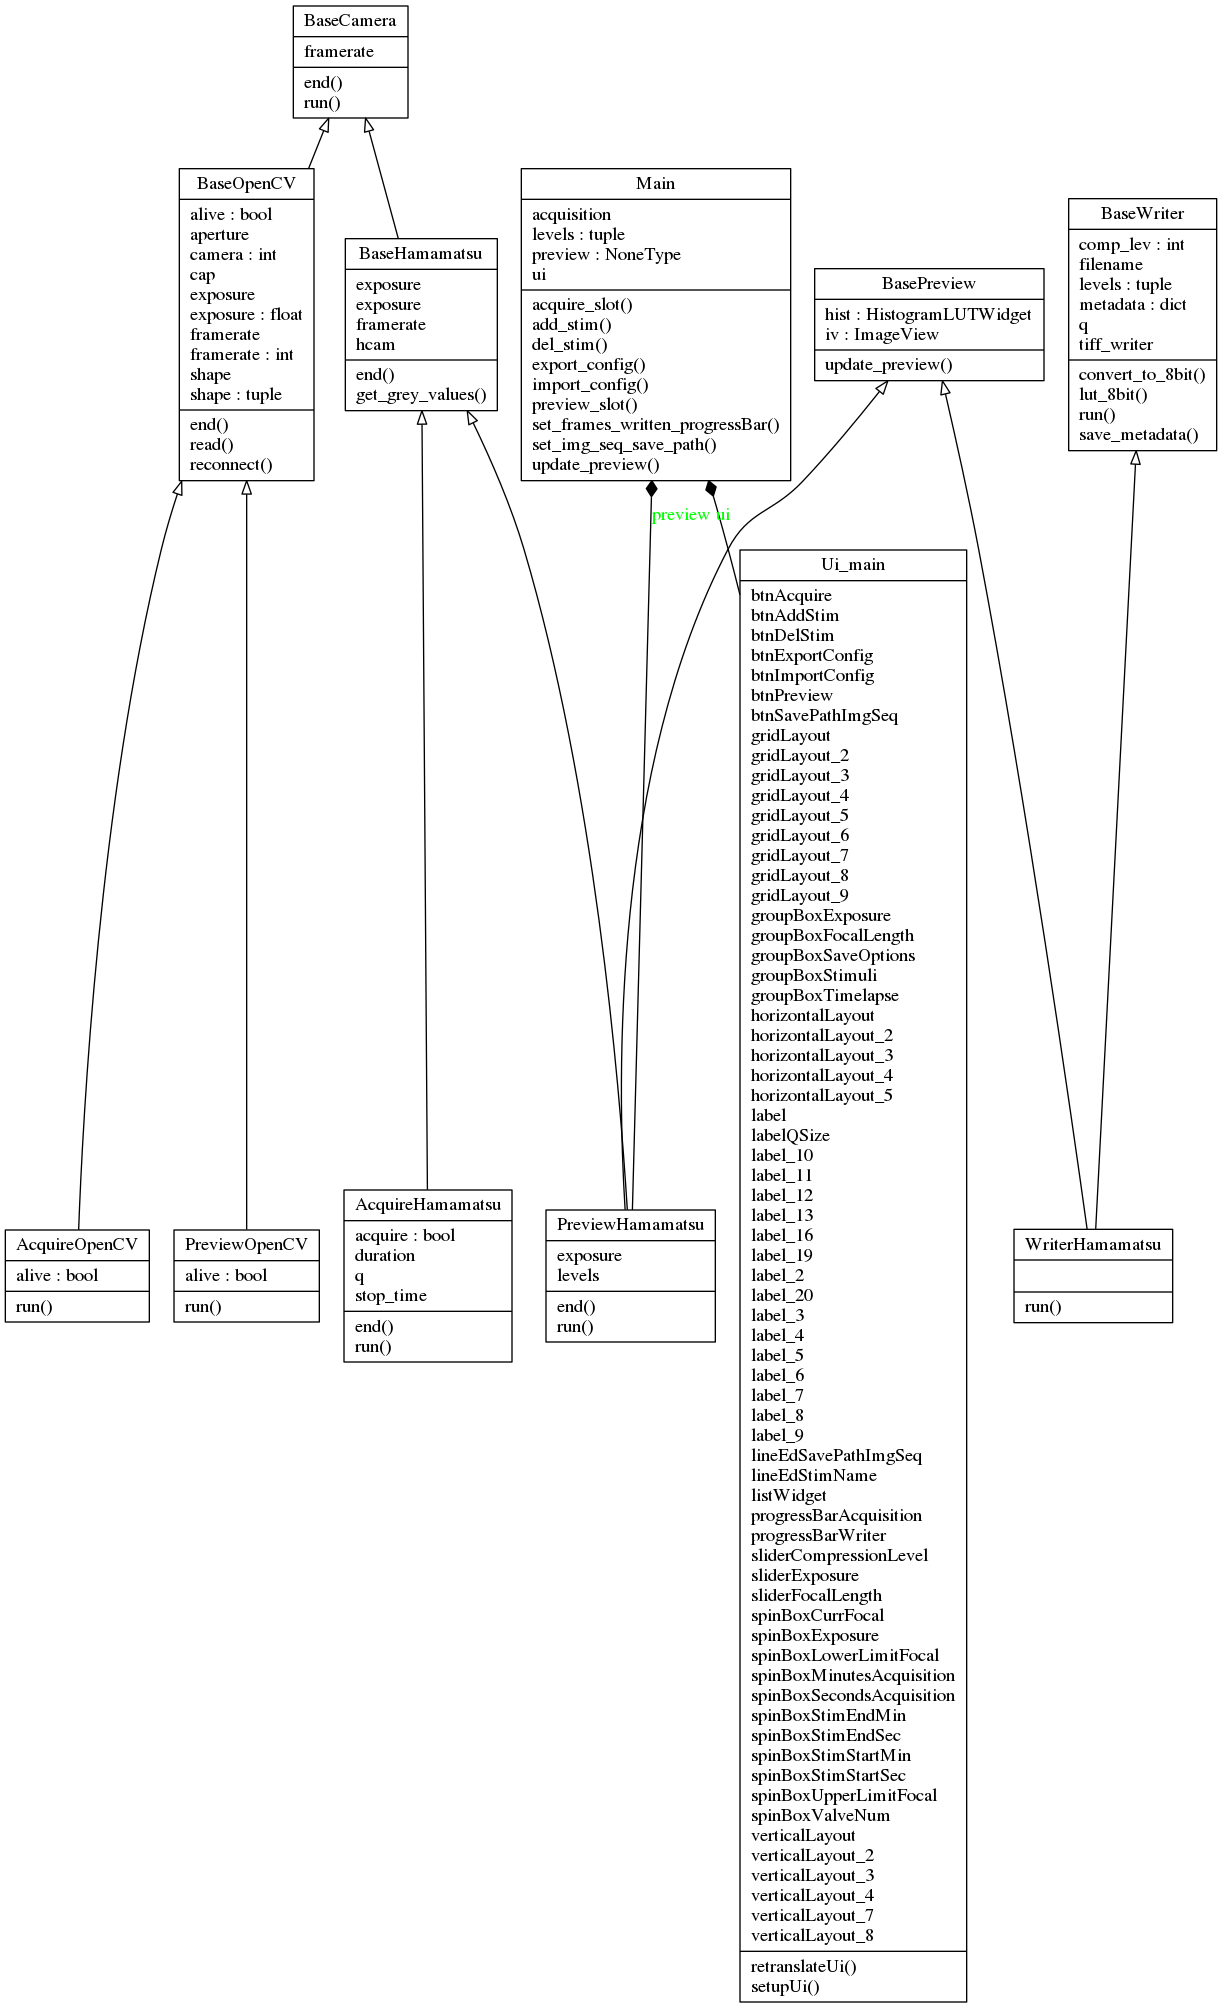 BaseCamera
framerate
end()
run()
BaseOpenCV
alive : bool
aperture
camera : int
cap
exposure
exposure : float
framerate
framerate : int
shape
shape : tuple
end()
read()
reconnect()
BaseHamamatsu
exposure
exposure
framerate
hcam
end()
get_grey_values()
Main
acquisition
levels : tuple
preview : NoneType
ui
acquire_slot()
add_stim()
del_stim()
export_config()
import_config()
preview_slot()
set_frames_written_progressBar()
set_img_seq_save_path()
update_preview()
BasePreview
hist : HistogramLUTWidget
iv : ImageView
update_preview()
BaseWriter
comp_lev : int
filename
levels : tuple
metadata : dict
q
tiff_writer
convert_to_8bit()
lut_8bit()
run()
save_metadata()
preview ui
Ui_main
btnAcquire
btnAddStim
btnDelStim
btnExportConfig
btnImportConfig
btnPreview
btnSavePathImgSeq
gridLayout
gridLayout_2
gridLayout_3
gridLayout_4
gridLayout_5
gridLayout_6
gridLayout_7
gridLayout_8
gridLayout_9
groupBoxExposure
groupBoxFocalLength
groupBoxSaveOptions
groupBoxStimuli
groupBoxTimelapse
horizontalLayout
horizontalLayout_2
horizontalLayout_3
horizontalLayout_4
horizontalLayout_5
label
labelQSize
label_10
label_11
label_12
label_13
label_16
label_19
label_2
label_20
label_3
label_4
label_5
label_6
label_7
label_8
label_9
lineEdSavePathImgSeq
lineEdStimName
listWidget
progressBarAcquisition
progressBarWriter
sliderCompressionLevel
sliderExposure
sliderFocalLength
spinBoxCurrFocal
spinBoxExposure
spinBoxLowerLimitFocal
spinBoxMinutesAcquisition
spinBoxSecondsAcquisition
spinBoxStimEndMin
spinBoxStimEndSec
spinBoxStimStartMin
spinBoxStimStartSec
spinBoxUpperLimitFocal
spinBoxValveNum
verticalLayout
verticalLayout_2
verticalLayout_3
verticalLayout_4
verticalLayout_7
verticalLayout_8
retranslateUi()
setupUi()
AcquireOpenCV
alive : bool
run()
PreviewOpenCV
alive : bool
run()
AcquireHamamatsu
acquire : bool
duration
q
stop_time
end()
run()
PreviewHamamatsu
exposure
levels
end()
run()
WriterHamamatsu
run()